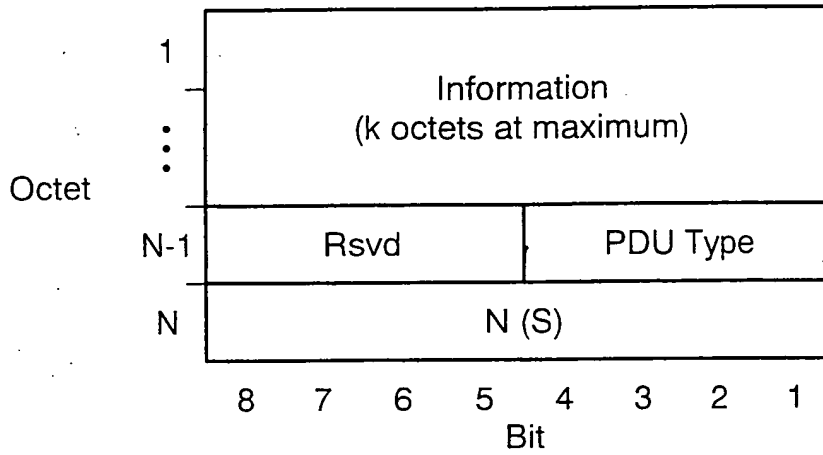 1
Information
(k octets at maximum)
Octet
N-1 Rsvd PDU Type
N N (S)
8 7 6 5 4 3 2 1
Bit